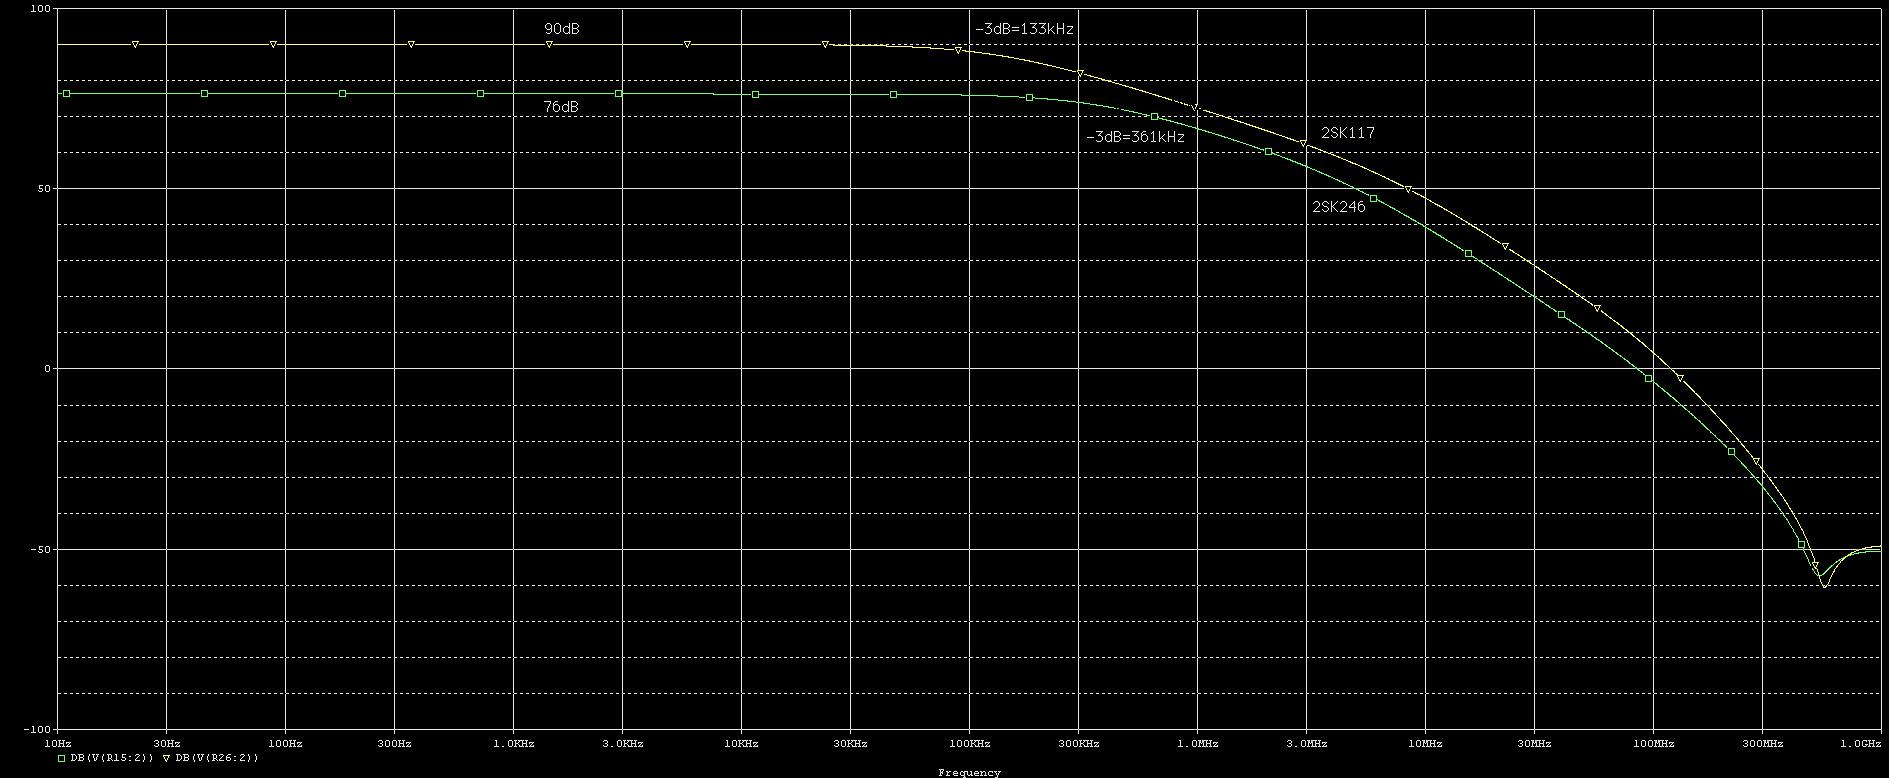 100
90dB
-3dB=133kHz
76dB
-3dB=361kHz
2SK117
50
2SK246
0
-50
-100
10Hz 30Hz 100Hz 300Hz 1.0KHz 3.0KHz 10KHz 30KHz 100KHz 300KHz 1.0MHz 3.0MHz 10MHz 30MHz 100MHz 300MHz 1.0GHz
DB(V(R15:2)) DB(V(R26:2))
Frequency